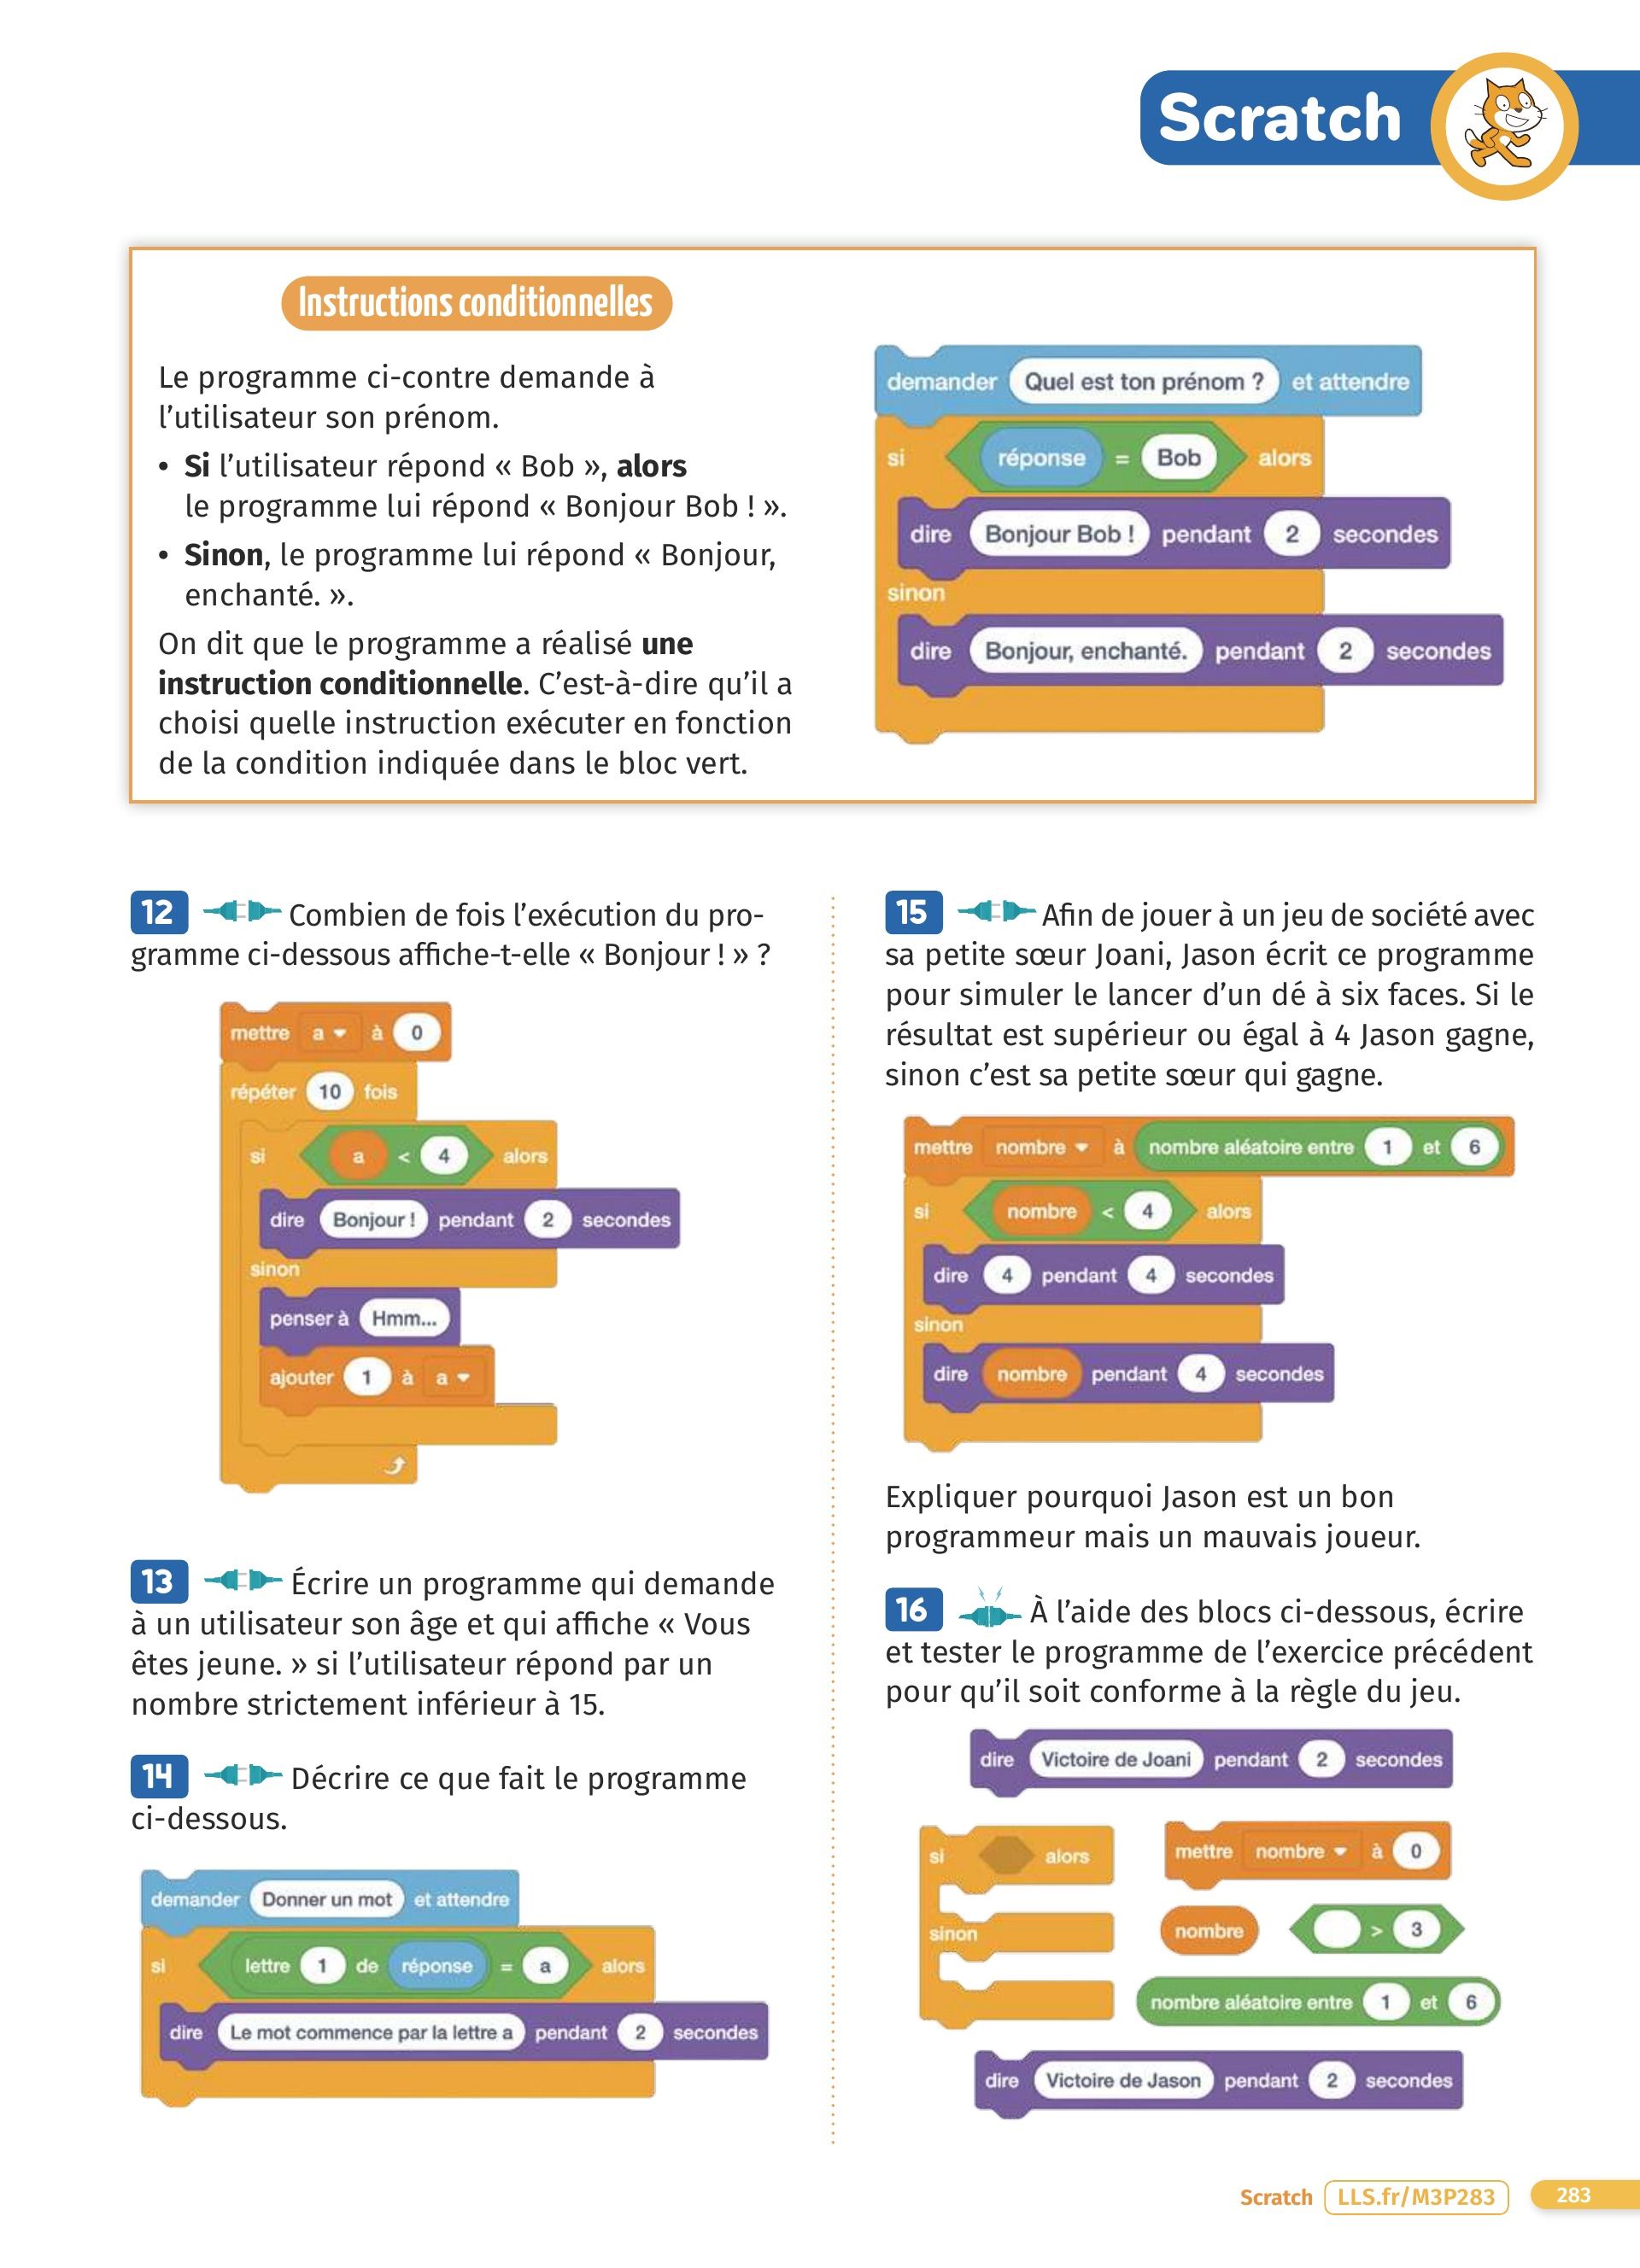 Scratch
Instructions conditionnelles
Le programme ci-contre demande à
l'utilisateur son prénom.
• Si l'utilisateur répond « Bob », alors
le programme lui répond « Bonjour Bob ! ».
• Sinon, le programme lui répond « Bonjour,
enchanté. ».
On dit que le programme a réalisé une
instruction conditionnelle. C'est-à-dire qu'il a
choisi quelle instruction exécuter en fonction
de la condition indiquée dans le bloc vert.
demander Quel est ton prénom ? et attendre
si réponse = Bob alors
dire Bonjour Bob ! pendant 2 secondes
sinon
dire Bonjour, enchanté. pendant 2 secondes
12 Combien de fois l'exécution du pro-
gramme ci-dessous affiche-t-elle « Bonjour ! » ?
mettre a à 0
répéter 10 fois
si a < 4 alors
dire Bonjour ! pendant 2 secondes
sinon
penser à Hmm...
ajouter 1 à a
13 Écrire un programme qui demande
à un utilisateur son âge et qui affiche « Vous
êtes jeune. » si l'utilisateur répond par un
nombre strictement inférieur à 15.
14 Décrire ce que fait le programme
ci-dessous.
demander Donner un mot et attendre
si lettre 1 de réponse = a alors
dire Le mot commence par la lettre a pendant 2 secondes
15 Afin de jouer à un jeu de société avec
sa petite sœur Joani, Jason écrit ce programme
pour simuler le lancer d'un dé à six faces. Si le
résultat est supérieur ou égal à 4 Jason gagne,
sinon c'est sa petite sœur qui gagne.
mettre nombre à nombre aléatoire entre 1 et 6
si nombre < 4 alors
dire 4 pendant 4 secondes
sinon
dire nombre pendant 4 secondes
Expliquer pourquoi Jason est un bon
programmeur mais un mauvais joueur.
16 À l'aide des blocs ci-dessous, écrire
et tester le programme de l'exercice précédent
pour qu'il soit conforme à la règle du jeu.
dire Victoire de Joani pendant 2 secondes
si alors
sinon
mettre nombre à 0
nombre > 3
nombre aléatoire entre 1 et 6
dire Victoire de Jason pendant 2 secondes
Scratch LLS.fr/M3P283 283